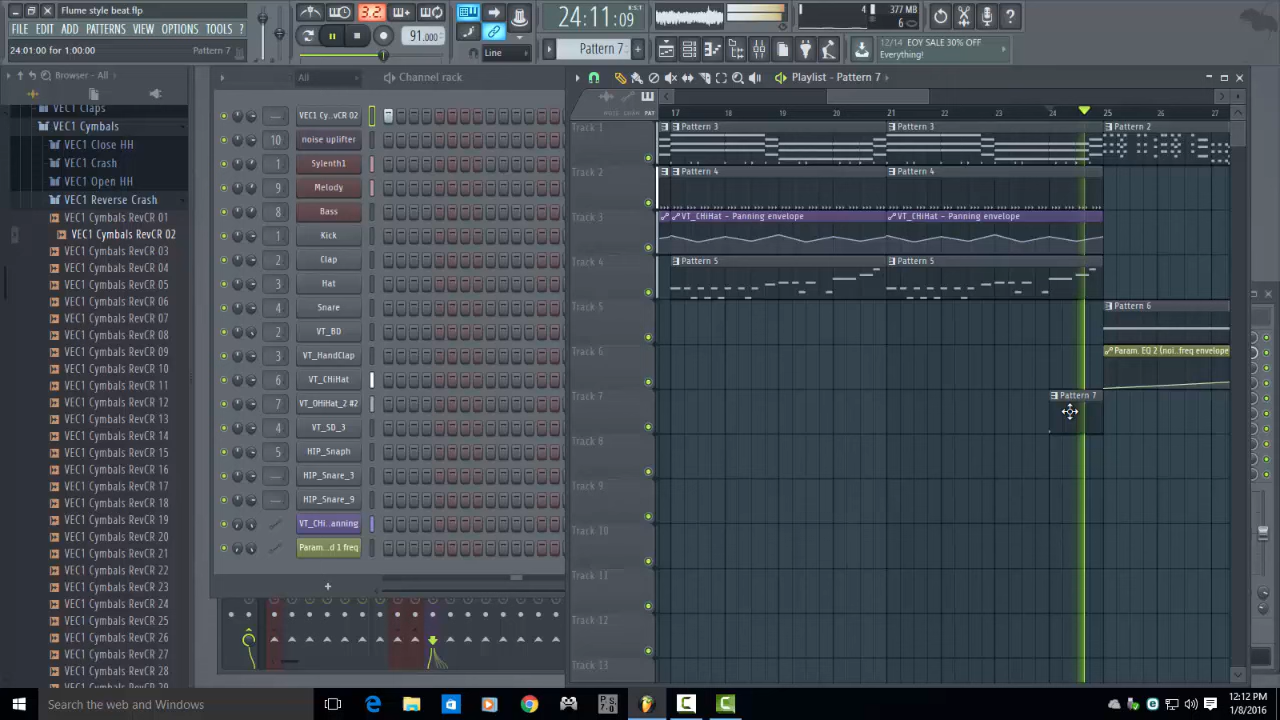 Flume style beat.flp
FILE EDIT ADD PATTERNS VIEW OPTIONS TOOLS ?
24:01:00 for 1:00:00 Pattern 7
3.2.
91.000
24:11:09
Line
Pattern 7
4
377 MB
6
12/14 EOY SALE 30% OFF
Everything!
Browser - All
All
Channel rack
Playlist - Pattern 7
VEC1 Claps
VEC1 Cymbals
VEC1 Close HH
VEC1 Crash
VEC1 Open HH
VEC1 Reverse Crash
VEC1 Cymbals RevCR 01
VEC1 Cymbals RevCR 02
VEC1 Cymbals RevCR 03
VEC1 Cymbals RevCR 04
VEC1 Cymbals RevCR 05
VEC1 Cymbals RevCR 06
VEC1 Cymbals RevCR 07
VEC1 Cymbals RevCR 08
VEC1 Cymbals RevCR 09
VEC1 Cymbals RevCR 10
VEC1 Cymbals RevCR 11
VEC1 Cymbals RevCR 12
VEC1 Cymbals RevCR 13
VEC1 Cymbals RevCR 14
VEC1 Cymbals RevCR 15
VEC1 Cymbals RevCR 16
VEC1 Cymbals RevCR 17
VEC1 Cymbals RevCR 18
VEC1 Cymbals RevCR 19
VEC1 Cymbals RevCR 20
VEC1 Cymbals RevCR 21
VEC1 Cymbals RevCR 22
VEC1 Cymbals RevCR 23
VEC1 Cymbals RevCR 24
VEC1 Cymbals RevCR 25
VEC1 Cymbals RevCR 26
VEC1 Cymbals RevCR 27
VEC1 Cymbals RevCR 28
VEC1 Cy..vCR 02
10 noise uplifter
1 Sylenth1
9 Melody
8 Bass
1 Kick
2 Clap
3 Hat
4 Snare
2 VT_BD
3 VT_HandClap
6 VT_CHiHat
7 VT_OHiHat_2 #2
4 VT_SD_3
5 HIP_Snaph
HIP_Snare_3
HIP_Snare_9
VT_CHi..anning
Param...d 1 freq
+
17 18 19 20 21 22 23 24 25 26 27
Track 1 Pattern 3 Pattern 3 Pattern 2
Track 2 Pattern 4 Pattern 4
Track 3 VT_CHiHat - Panning envelope VT_CHiHat - Panning envelope
Track 4 Pattern 5 Pattern 5
Track 5 Pattern 6
Track 6 Param. EQ 2 (noi. freq envelope
Track 7 Pattern 7
Track 8
Track 9
Track 10
Track 11
Track 12
Track 13
Search the web and Windows
12:12 PM
1/8/2016